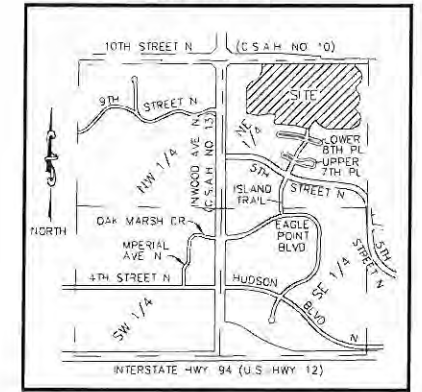 10TH STREET N (C.S.A.H. NO 10)
9TH STREET N
SITE
NE 1/4
LOWER 8TH PL
UPPER 7TH PL
NW 1/4
INWOOD AVE N
(C.S.A.H. NO 13)
5TH STREET N
ISLAND TRAIL
NORTH
OAK MARSH DR
EAGLE POINT BLVD
MPERIAL AVE N
5TH STREET N
4TH STREET N
HUDSON BLVD N
SE 1/4
SW 1/4
INTERSTATE HWY 94 (U.S. HWY 12)